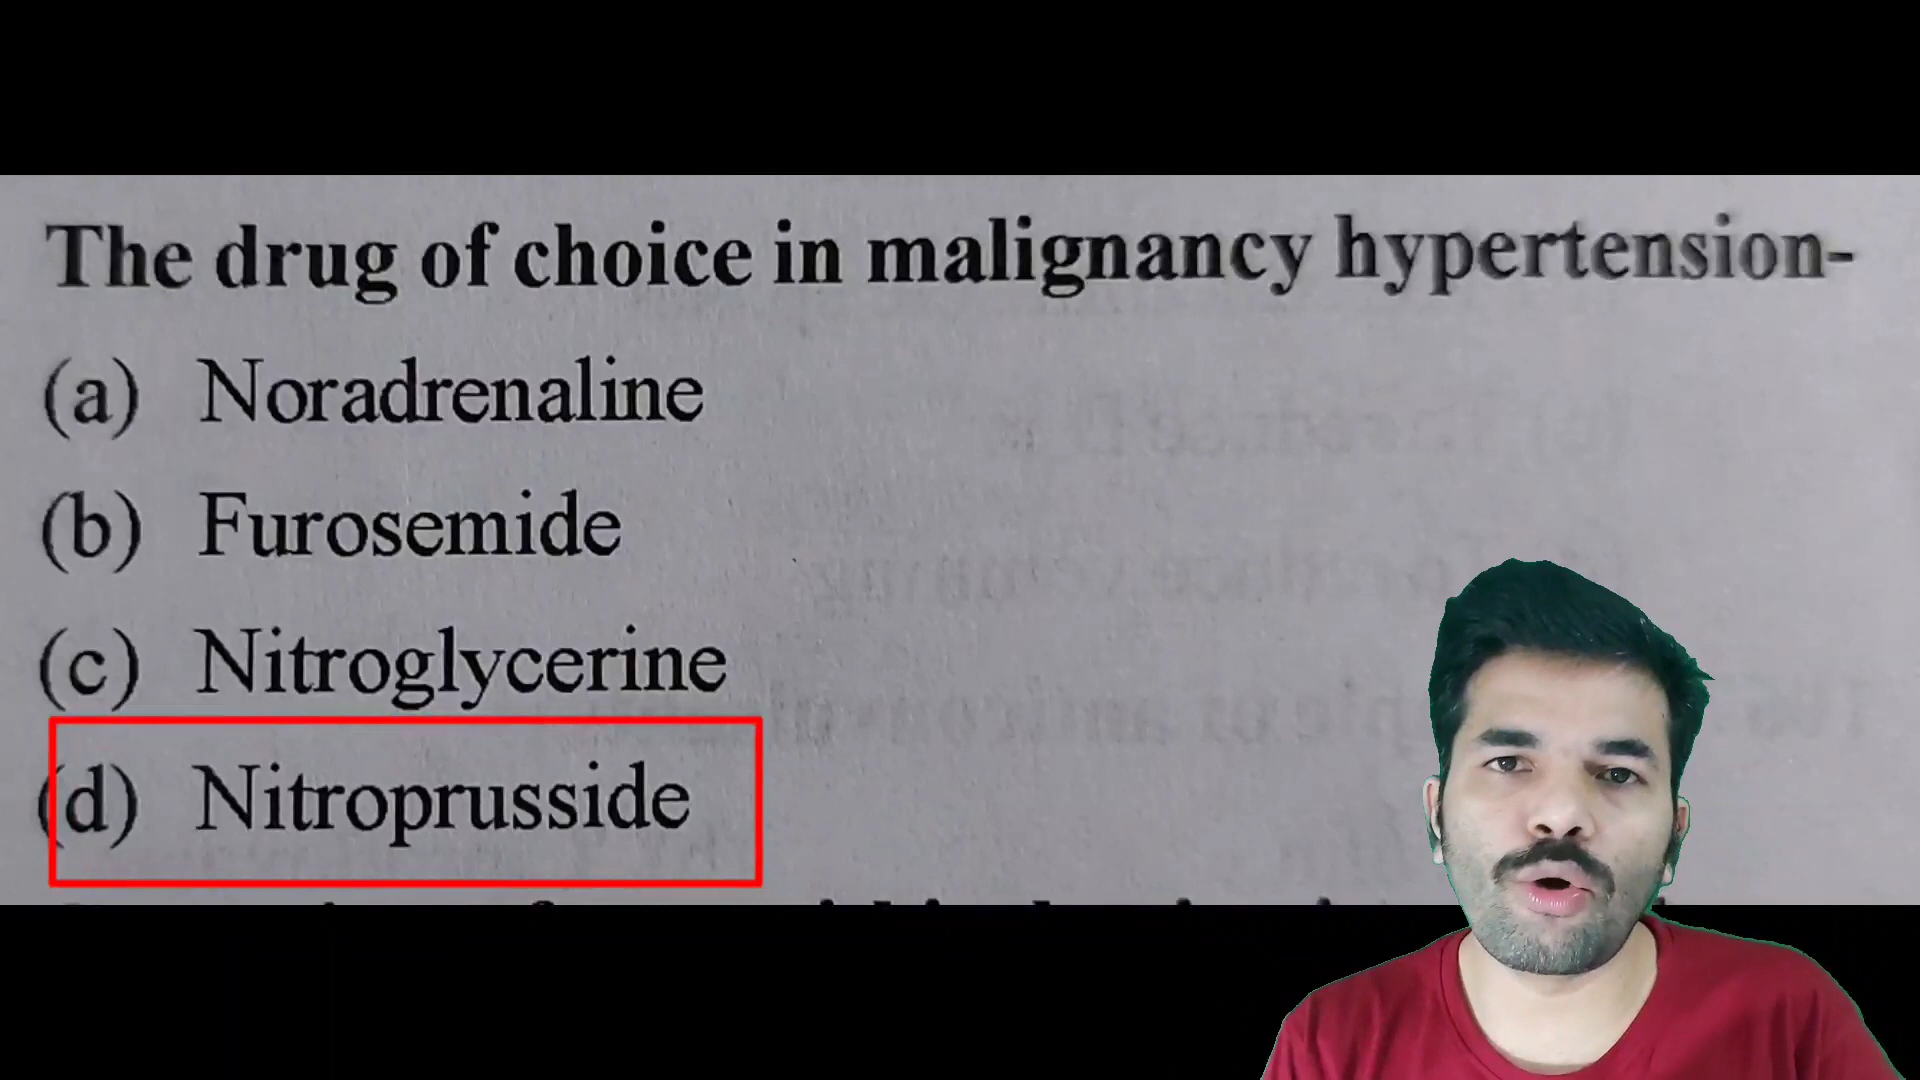 The drug of choice in malignancy hypertension-
(a) Noradrenaline
(b) Furosemide
(c) Nitroglycerine
(d) Nitroprusside